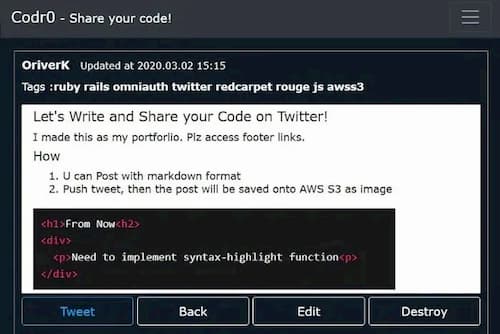 Codr0 - Share your code!
OriverK Updated at 2020.03.02 15:15
Tags :ruby rails omniauth twitter redcarpet rouge js awss3
Let's Write and Share your Code on Twitter!
I made this as my portforlio. Plz access footer links.
How
1. U can Post with markdown format
2. Push tweet, then the post will be saved onto AWS S3 as image
<h1>From Now<h2>
<div>
<p>Need to implement syntax-highlight function<p>
</div>
Tweet Back Edit Destroy